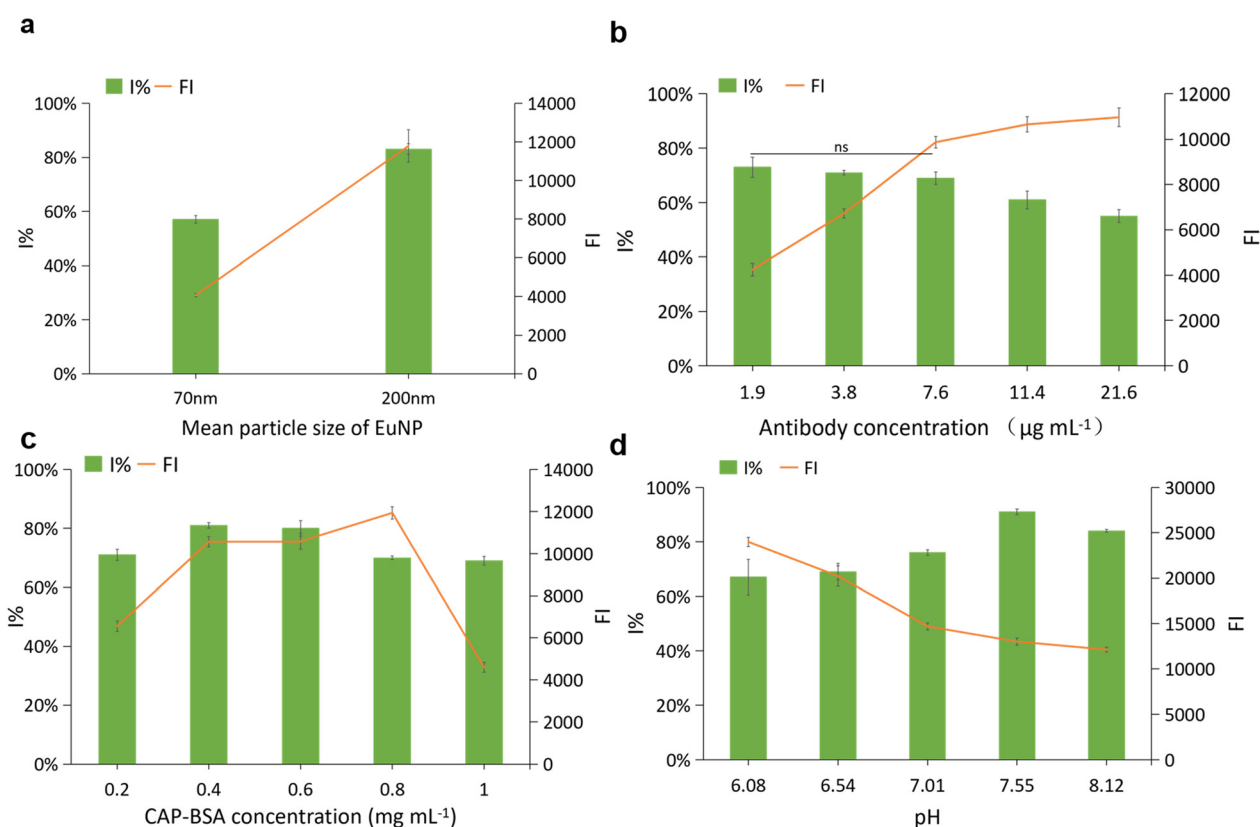 a
I% FI
100%
80%
60%
40%
20%
0%
I%
14000
12000
10000
8000
6000
4000
2000
0
FI
70nm 200nm
Mean particle size of EuNP
b
I% FI
100%
80%
60%
40%
20%
0%
I%
ns
12000
10000
8000
6000
4000
2000
0
FI
1.9 3.8 7.6 11.4 21.6
Antibody concentration （μg mL-1）
c
I% FI
100%
80%
60%
40%
20%
0%
I%
14000
12000
10000
8000
6000
4000
2000
0
FI
0.2 0.4 0.6 0.8 1
CAP-BSA concentration (mg mL-1)
d
I% FI
100%
80%
60%
40%
20%
0%
I%
30000
25000
20000
15000
10000
5000
0
FI
6.08 6.54 7.01 7.55 8.12
pH